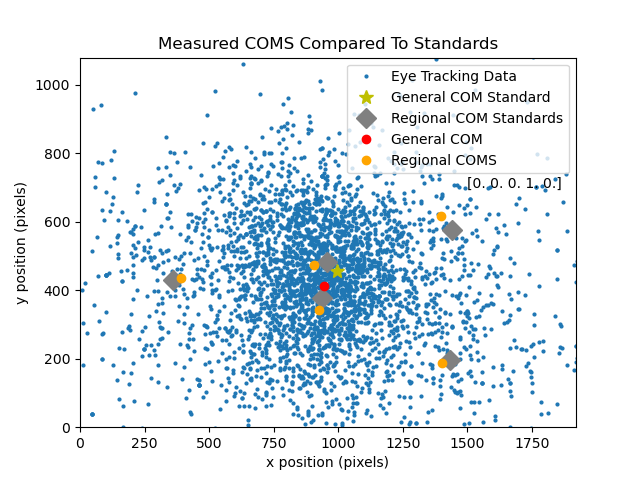 Measured COMS Compared To Standards
Eye Tracking Data
General COM Standard
Regional COM Standards
General COM
Regional COMS
[0. 0. 0. 1. 0.]
y position (pixels)
1000
800
600
400
200
0
0 250 500 750 1000 1250 1500 1750
x position (pixels)